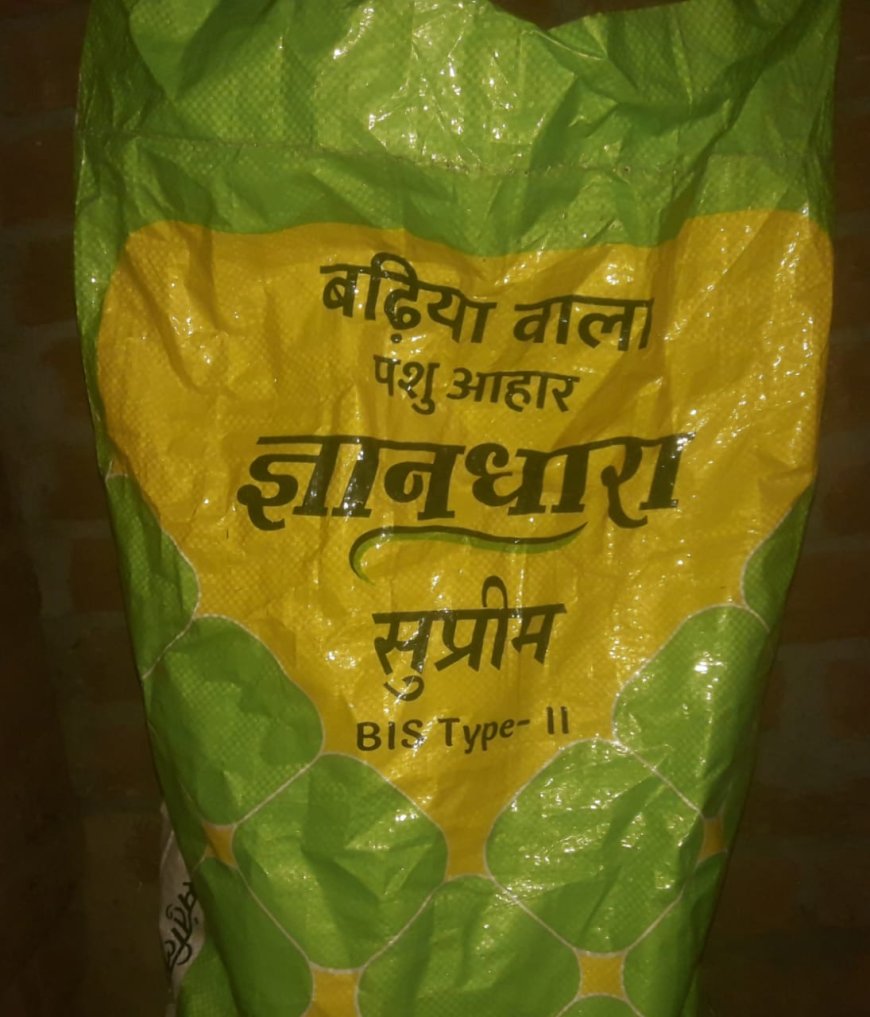 बढ़िया वाला
पशु आहार
ज्ञानधारा
सुप्रीम
BIS Type- II